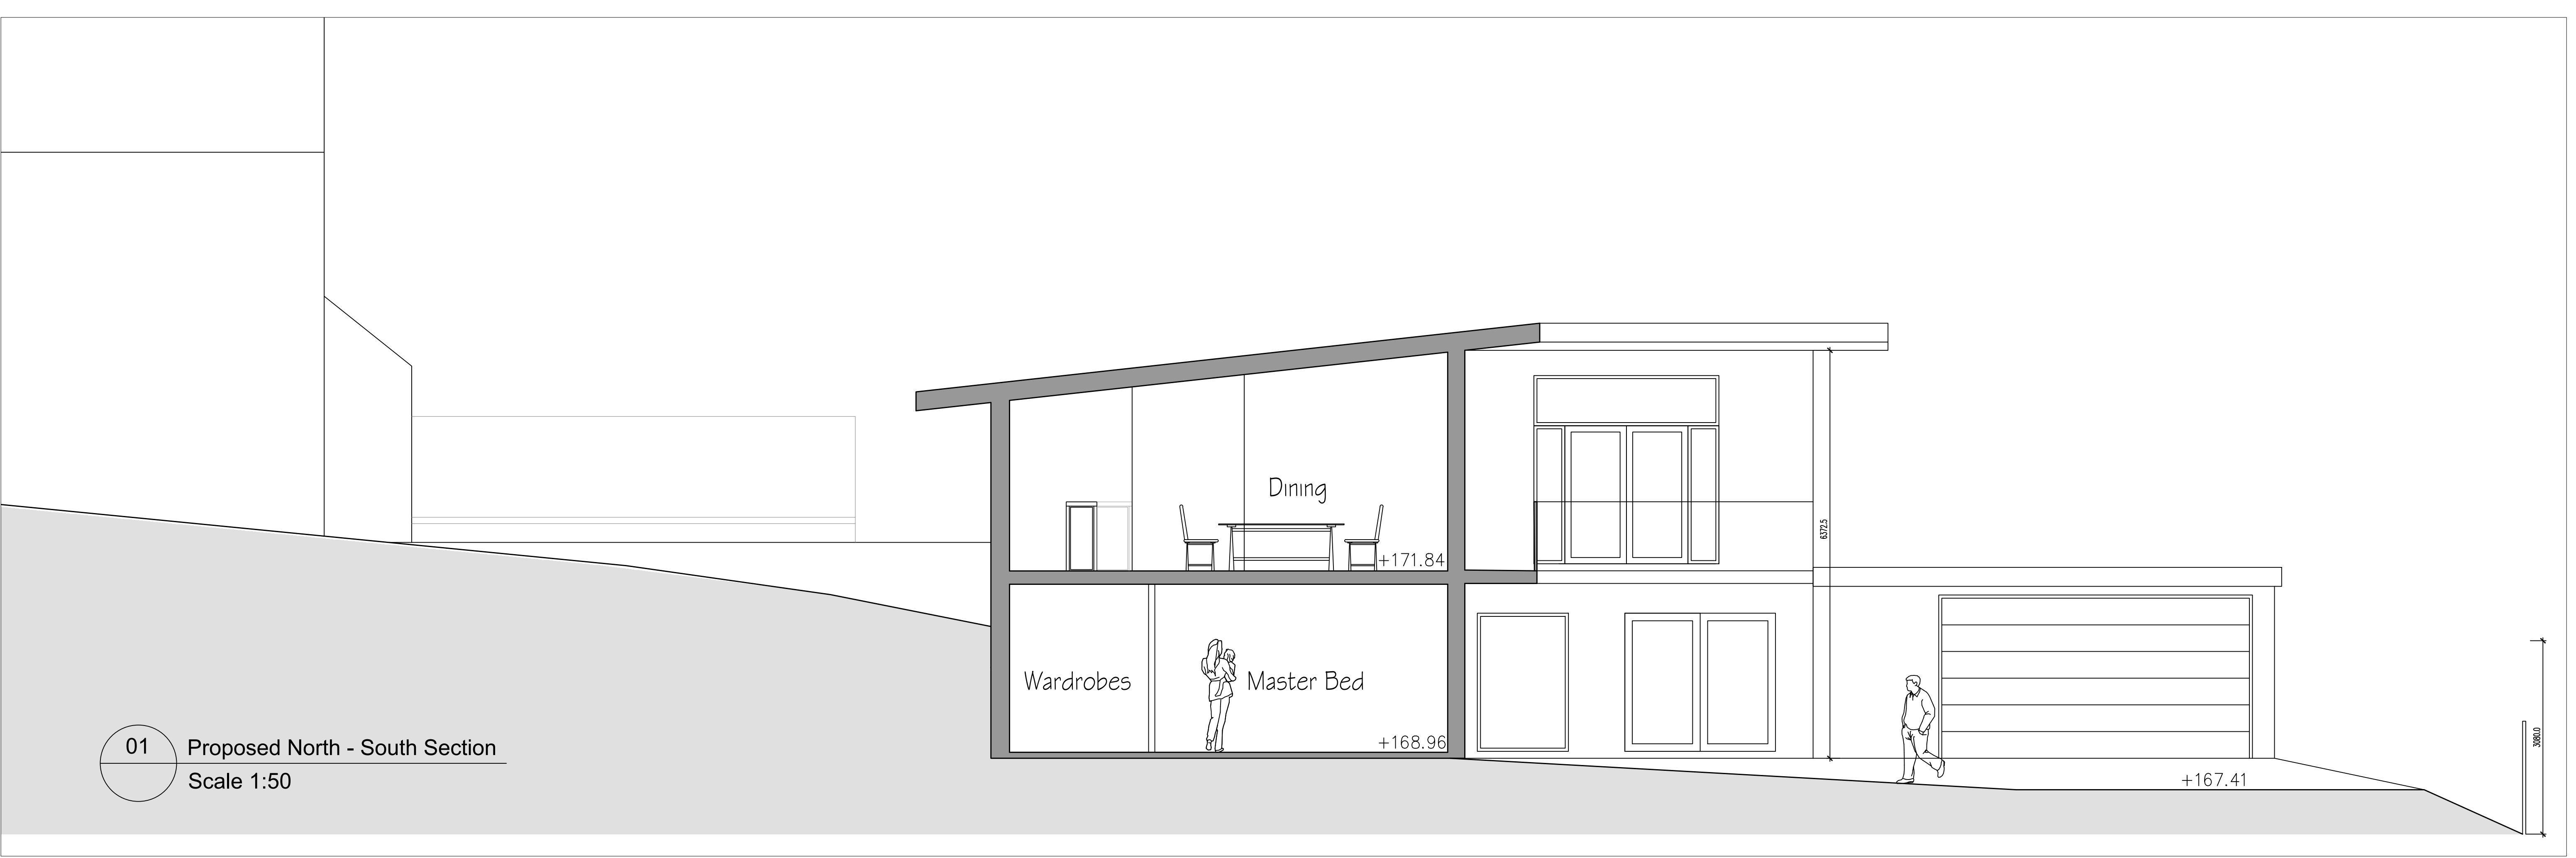 Dining
+171.84
6372.5
Wardrobes
Master Bed
+168.96
3080.0
01
Proposed North - South Section
Scale 1:50
+167.41